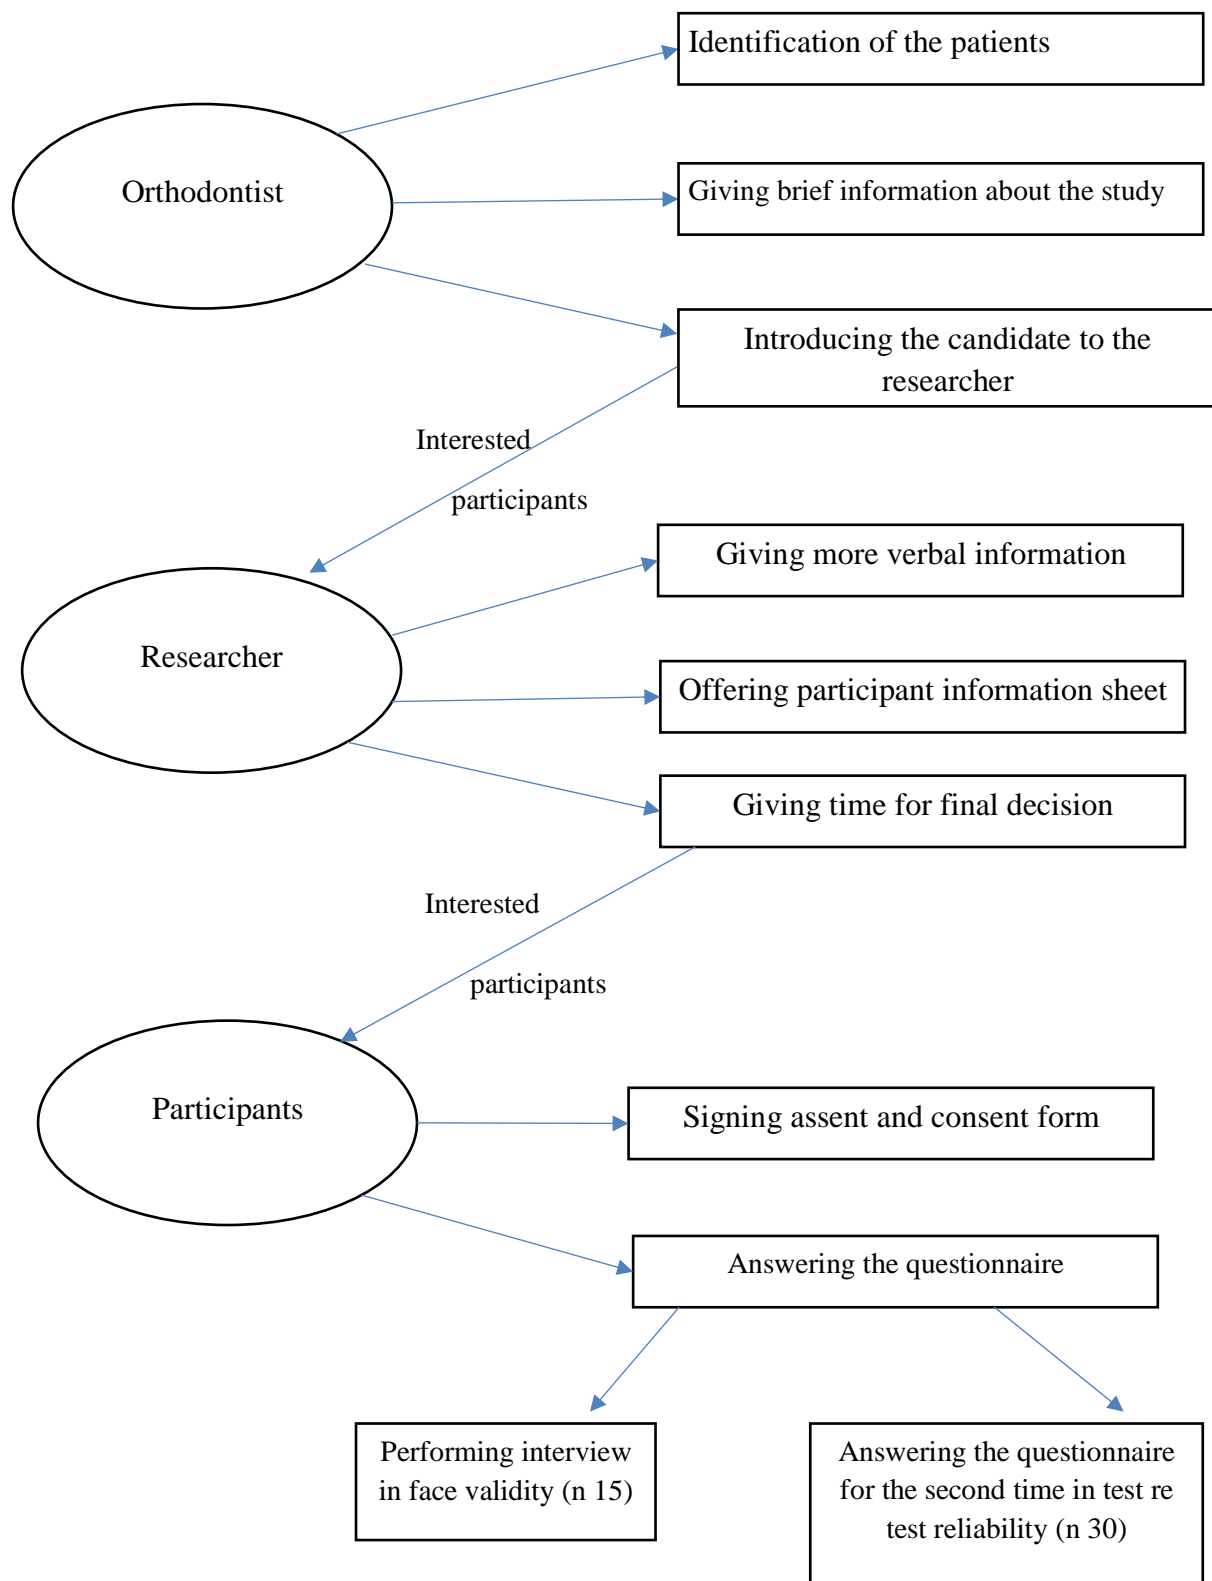 Identification of the patients
Orthodontist
Giving brief information about the study
Introducing the candidate to the
researcher
Interested
participants
Giving more verbal information
Researcher
Offering participant information sheet
Giving time for final decision
Interested
participants
Participants
Signing assent and consent form
Answering the questionnaire
Performing interview
in face validity (n 15)
Answering the questionnaire
for the second time in test re
test reliability (n 30)